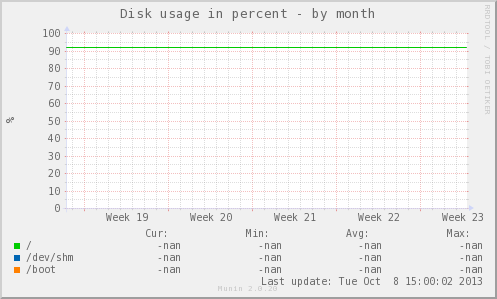 Disk usage in percent - by month
RRDTOOL / TOBI OETIKER
100
90
80
70
60
50
40
30
20
10
0
%
Week 19 Week 20 Week 21 Week 22 Week 23
Cur: Min: Avg: Max:
/ -nan -nan -nan -nan
/dev/shm -nan -nan -nan -nan
/boot -nan -nan -nan -nan
Last update: Tue Oct 8 15:00:02 2013
Munin 2.0.20